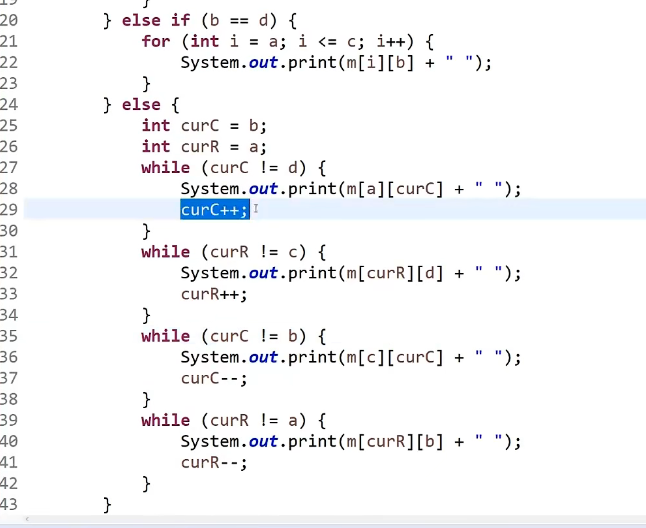 19 }
20 } else if (b == d) {
21 for (int i = a; i <= c; i++) {
22 System.out.print(m[i][b] + " ");
23 }
24 } else {
25 int curC = b;
26 int curR = a;
27 while (curC != d) {
28 System.out.print(m[a][curC] + " ");
29 curC++;
30 }
31 while (curR != c) {
32 System.out.print(m[curR][d] + " ");
33 curR++;
34 }
35 while (curC != b) {
36 System.out.print(m[c][curC] + " ");
37 curC--;
38 }
39 while (curR != a) {
40 System.out.print(m[curR][b] + " ");
41 curR--;
42 }
43 }